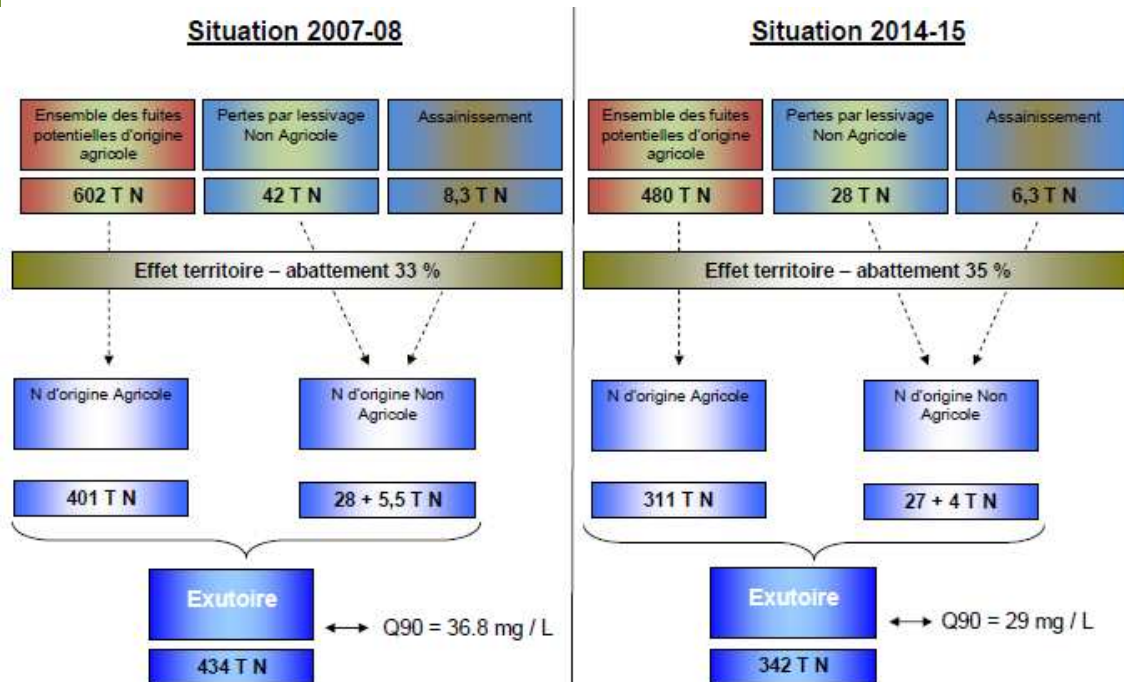 Situation 2007-08
Ensemble des fuites
potentielles d'origine
agricole
Pertes par lessivage
Non Agricole
Assainissement
602 T N
42 T N
8,3 T N
Effet territoire – abattement 33 %
N d'origine Agricole
N d'origine Non
Agricole
401 T N
28 + 5,5 T N
Exutoire
Q90 = 36.8 mg / L
434 T N
Situation 2014-15
Ensemble des fuites
potentielles d'origine
agricole
Pertes par lessivage
Non Agricole
Assainissement
480 T N
28 T N
6,3 T N
Effet territoire – abattement 35 %
N d'origine Agricole
N d'origine Non
Agricole
311 T N
27 + 4 T N
Exutoire
Q90 = 29 mg / L
342 T N